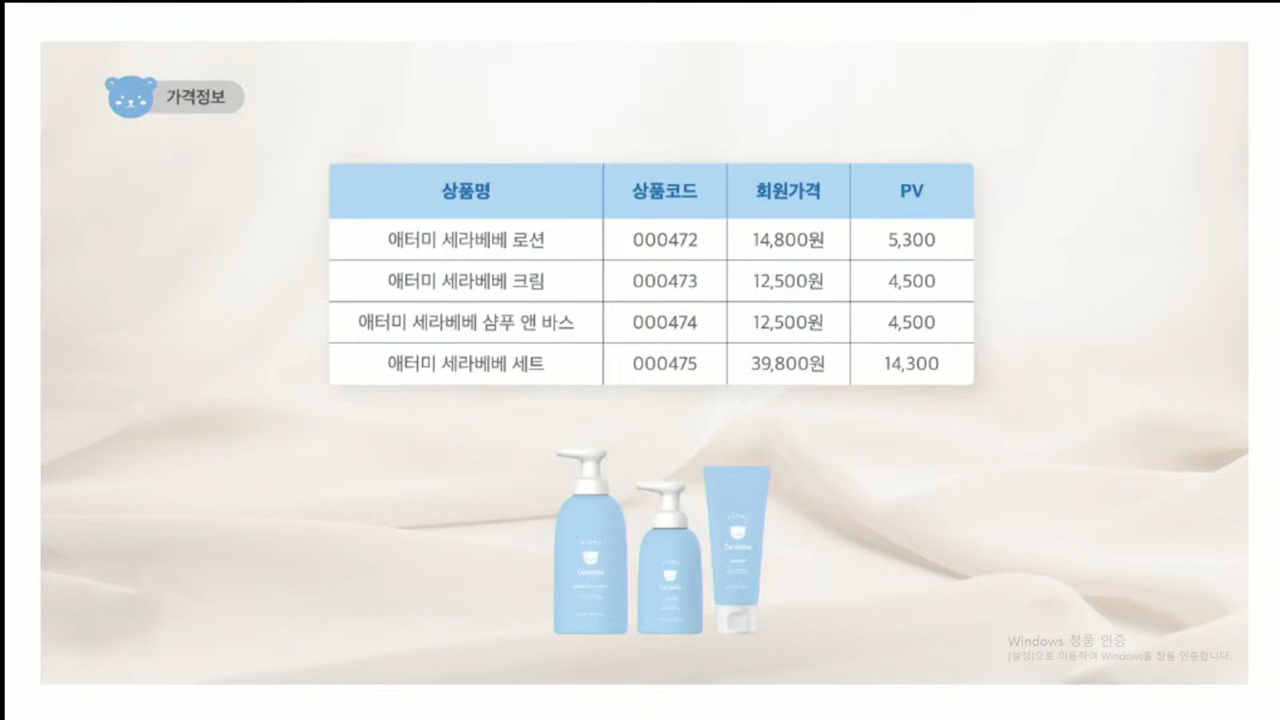 가격정보
상품명 상품코드 회원가격 PV
애터미 세라베베 로션 000472 14,800원 5,300
애터미 세라베베 크림 000473 12,500원 4,500
애터미 세라베베 샴푸 앤 바스 000474 12,500원 4,500
애터미 세라베베 세트 000475 39,800원 14,300
Windows 정품 인증
[설정]으로 이동하여 Windows를 정품 인증합니다.